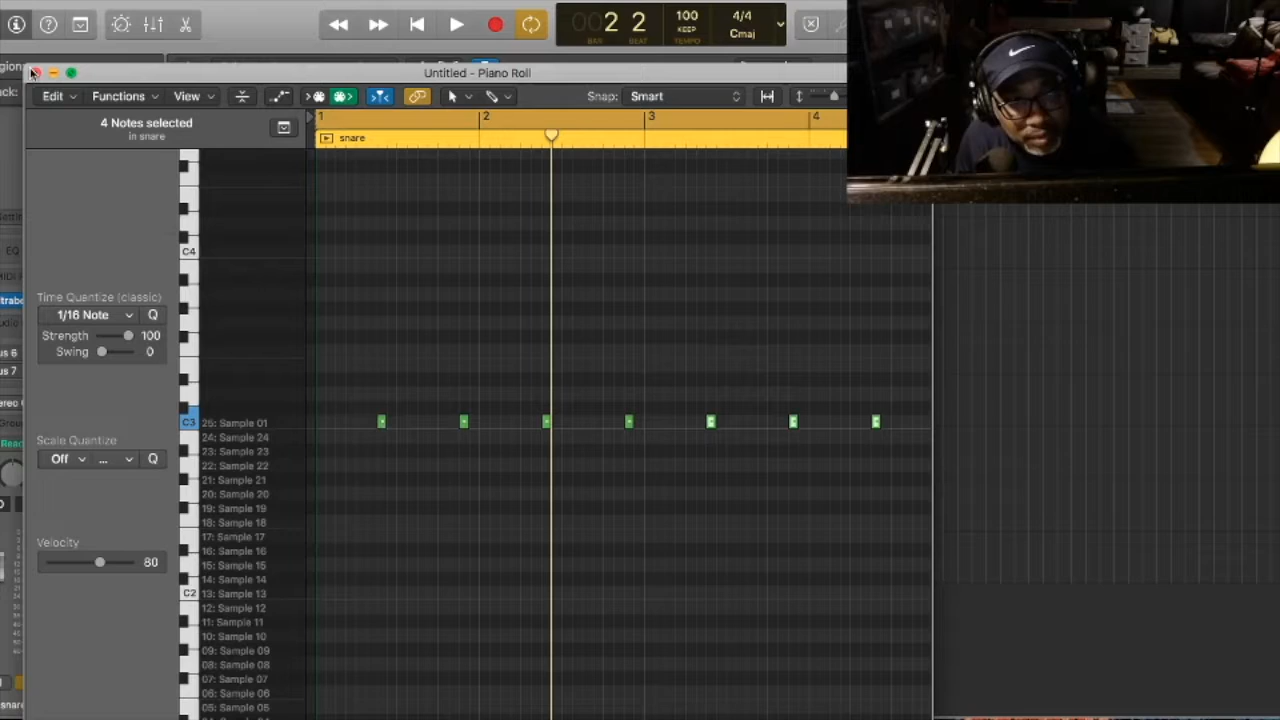 2 2
BAR BEAT
100
KEEP
TEMPO
4/4
Cmaj
Untitled - Piano Roll
Edit Functions View
Snap: Smart
4 Notes selected
in snare
1 2 3 4
snare
C4
EQ
Time Quantize (classic)
1/16 Note Q
Strength 100
Swing 0
C3 25: Sample 01
24: Sample 24
23: Sample 23
22: Sample 22
21: Sample 21
20: Sample 20
19: Sample 19
18: Sample 18
17: Sample 17
16: Sample 16
15: Sample 15
14: Sample 14
C2 13: Sample 13
12: Sample 12
11: Sample 11
10: Sample 10
09: Sample 09
08: Sample 08
07: Sample 07
06: Sample 06
05: Sample 05
Scale Quantize
Off ... Q
Velocity
80